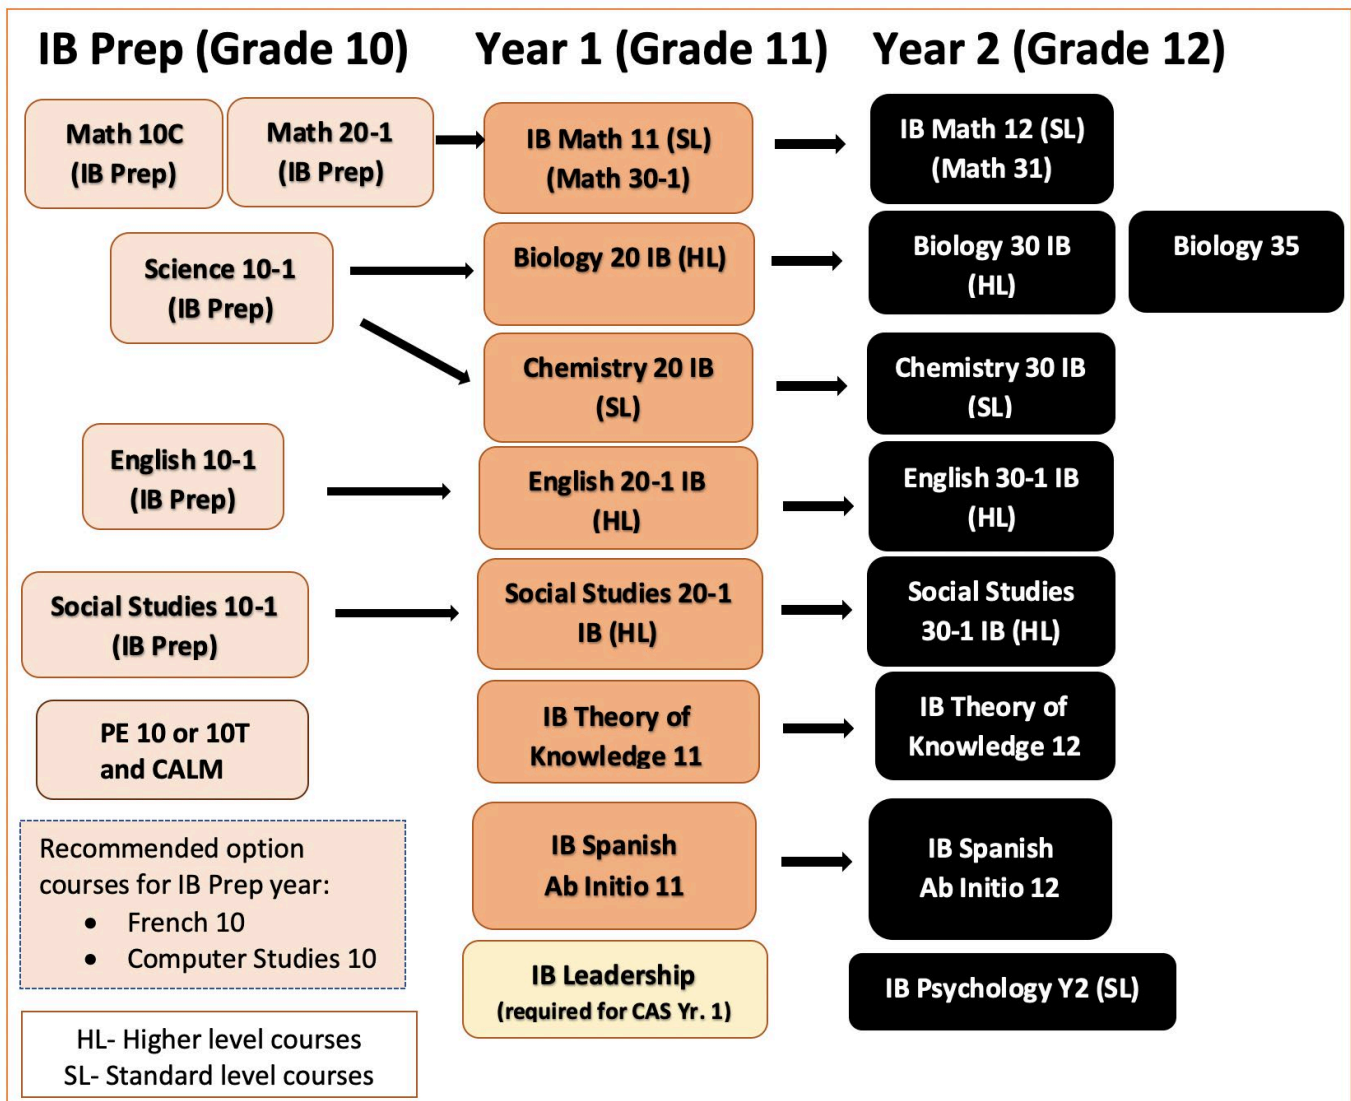 IB Prep (Grade 10)
Year 1 (Grade 11)
Year 2 (Grade 12)
Math 10C
(IB Prep)
Math 20-1
(IB Prep)
IB Math 11 (SL)
(Math 30-1)
IB Math 12 (SL)
(Math 31)
Science 10-1
(IB Prep)
Biology 20 IB (HL)
Biology 30 IB
(HL)
Biology 35
Chemistry 20 IB
(SL)
Chemistry 30 IB
(SL)
English 10-1
(IB Prep)
English 20-1 IB
(HL)
English 30-1 IB
(HL)
Social Studies 10-1
(IB Prep)
Social Studies 20-1
IB (HL)
Social Studies
30-1 IB (HL)
PE 10 or 10T
and CALM
IB Theory of
Knowledge 11
IB Theory of
Knowledge 12
Recommended option
courses for IB Prep year:
• French 10
• Computer Studies 10
IB Spanish
Ab Initio 11
IB Spanish
Ab Initio 12
IB Leadership
(required for CAS Yr. 1)
IB Psychology Y2 (SL)
HL- Higher level courses
SL- Standard level courses